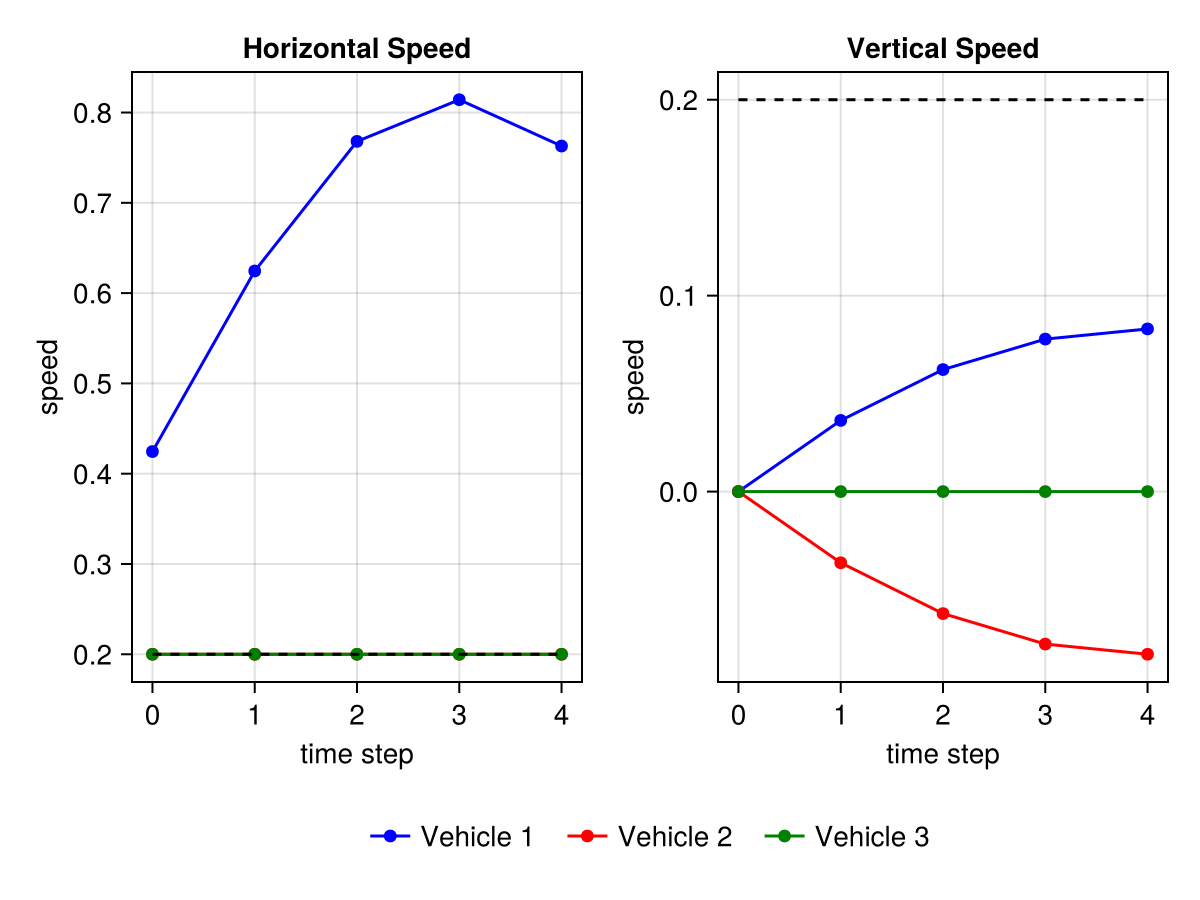 Horizontal Speed
0.8
0.7
0.6
0.5
0.4
0.3
0.2
speed
0 1 2 3 4
time step
Vertical Speed
0.2
0.1
0.0
speed
0 1 2 3 4
time step
Vehicle 1 Vehicle 2 Vehicle 3